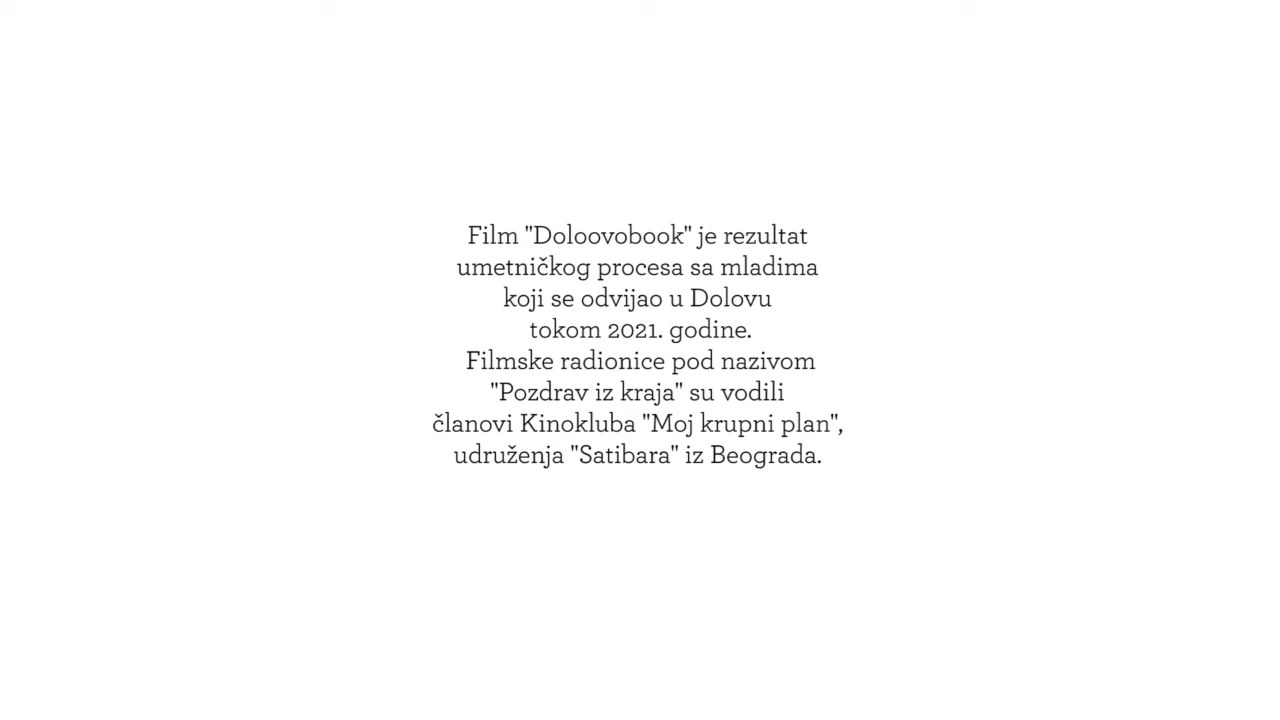 Film "Doloovobook" je rezultat
umetničkog procesa sa mladima
koji se odvijao u Dolovu
tokom 2021. godine.
Filmske radionice pod nazivom
"Pozdrav iz kraja" su vodili
članovi Kinokluba "Moj krupni plan",
udruženja "Satibara" iz Beograda.